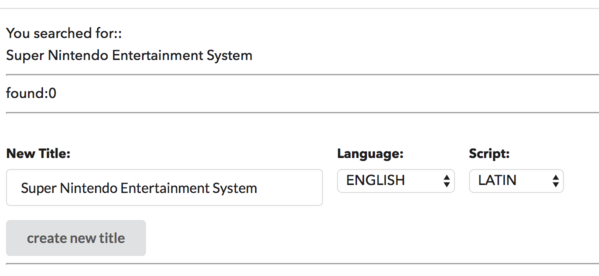 You searched for::
Super Nintendo Entertainment System
found:0
New Title: Language: Script:
Super Nintendo Entertainment System ENGLISH LATIN
create new title